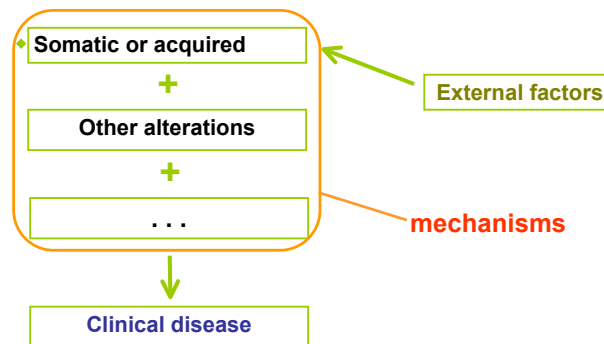 Somatic or acquired
+
External factors
Other alterations
+
. . .
mechanisms
Clinical disease